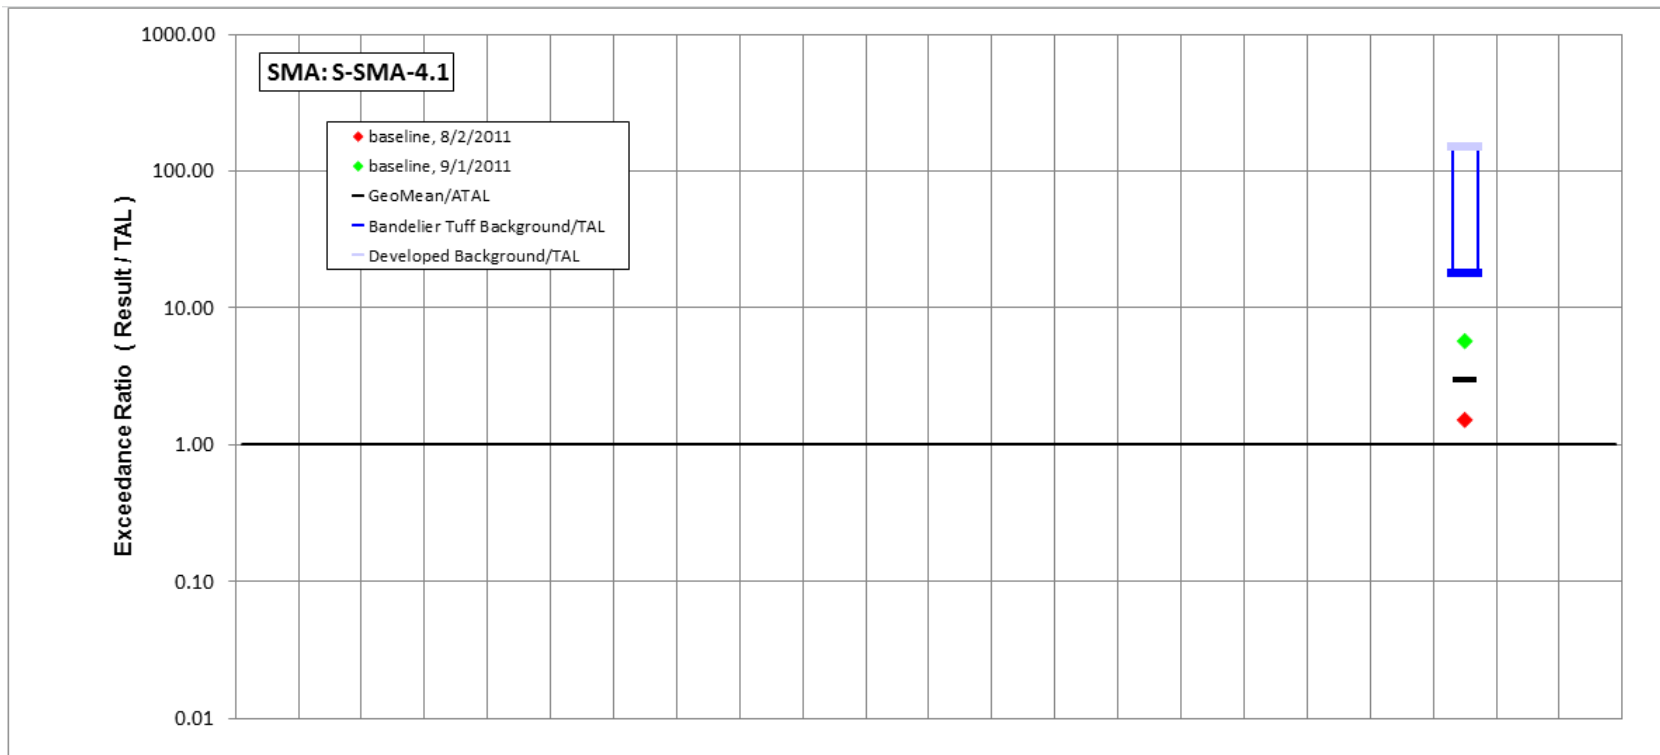 1000.00
SMA: S-SMA-4.1
baseline, 8/2/2011
baseline, 9/1/2011
GeoMean/ATAL
Bandelier Tuff Background/TAL
Developed Background/TAL
100.00
10.00
1.00
0.10
0.01
Exceedance Ratio ( Result / TAL )